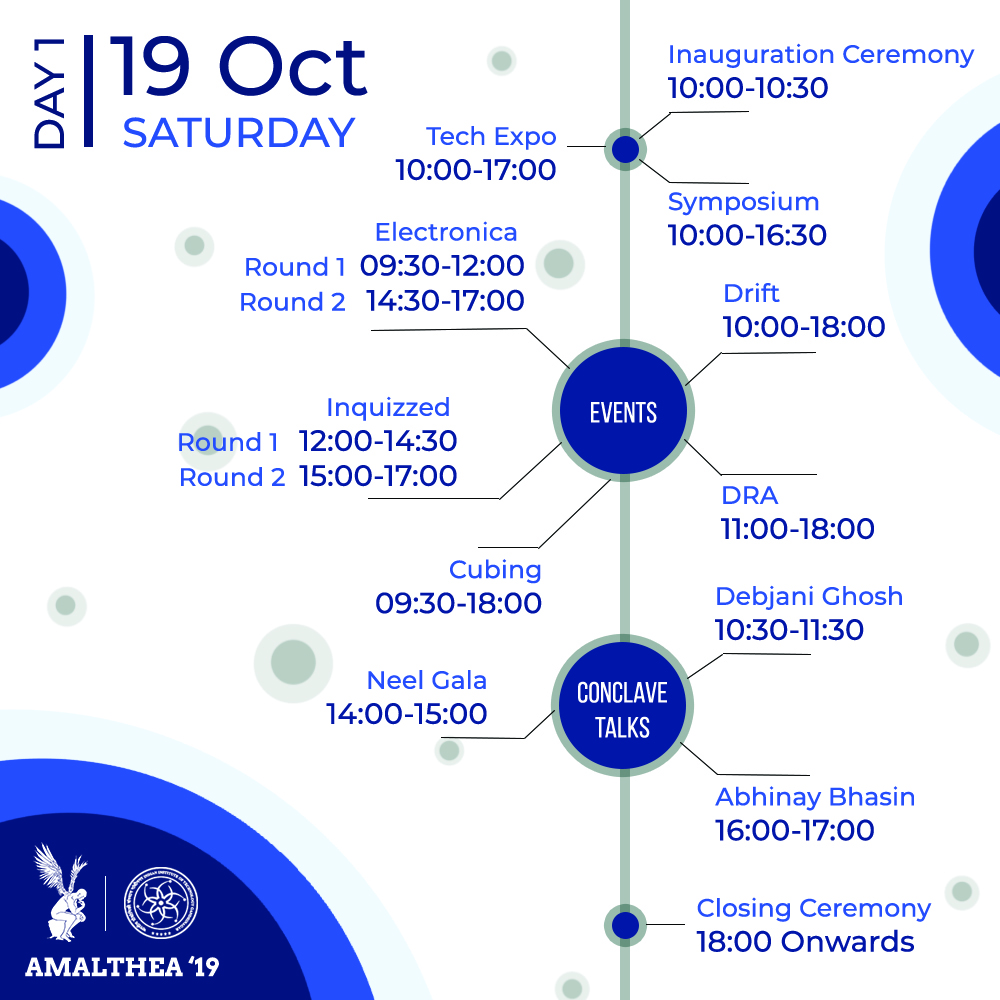 DAY 1
19 Oct
SATURDAY
Inauguration Ceremony
10:00-10:30
Tech Expo
10:00-17:00
Symposium
10:00-16:30
Electronica
Round 1 09:30-12:00
Round 2 14:30-17:00
Drift
10:00-18:00
EVENTS
Inquizzed
Round 1 12:00-14:30
Round 2 15:00-17:00
DRA
11:00-18:00
Cubing
09:30-18:00
Debjani Ghosh
10:30-11:30
Neel Gala
14:00-15:00
CONCLAVE
TALKS
Abhinay Bhasin
16:00-17:00
Closing Ceremony
18:00 Onwards
AMALTHEA ‘19